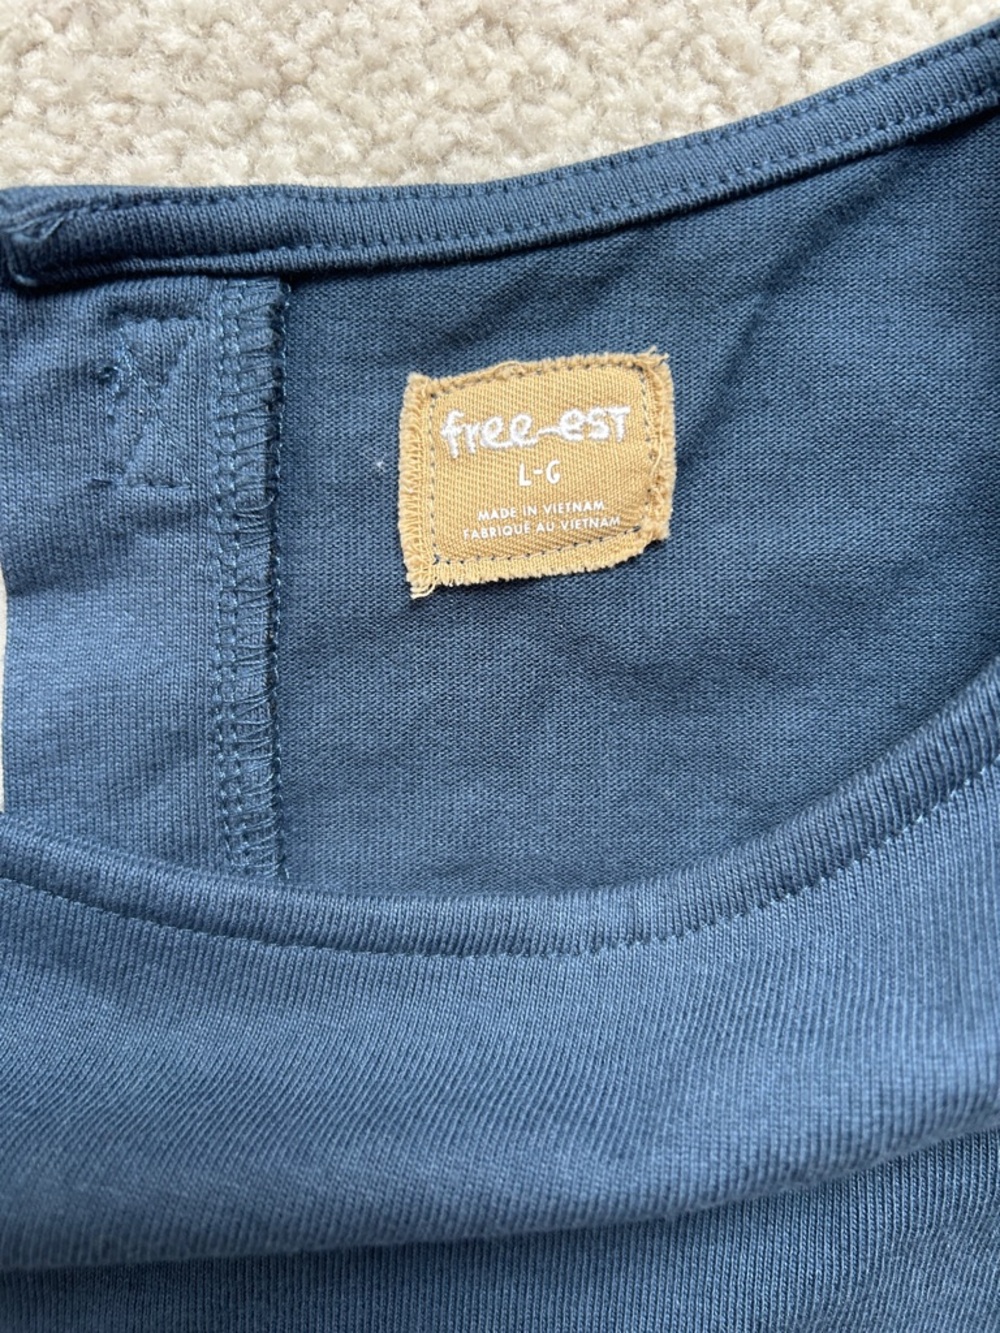 free-est
L-G
MADE IN VIETNAM
FABRIQUÉ AU VIETNAM